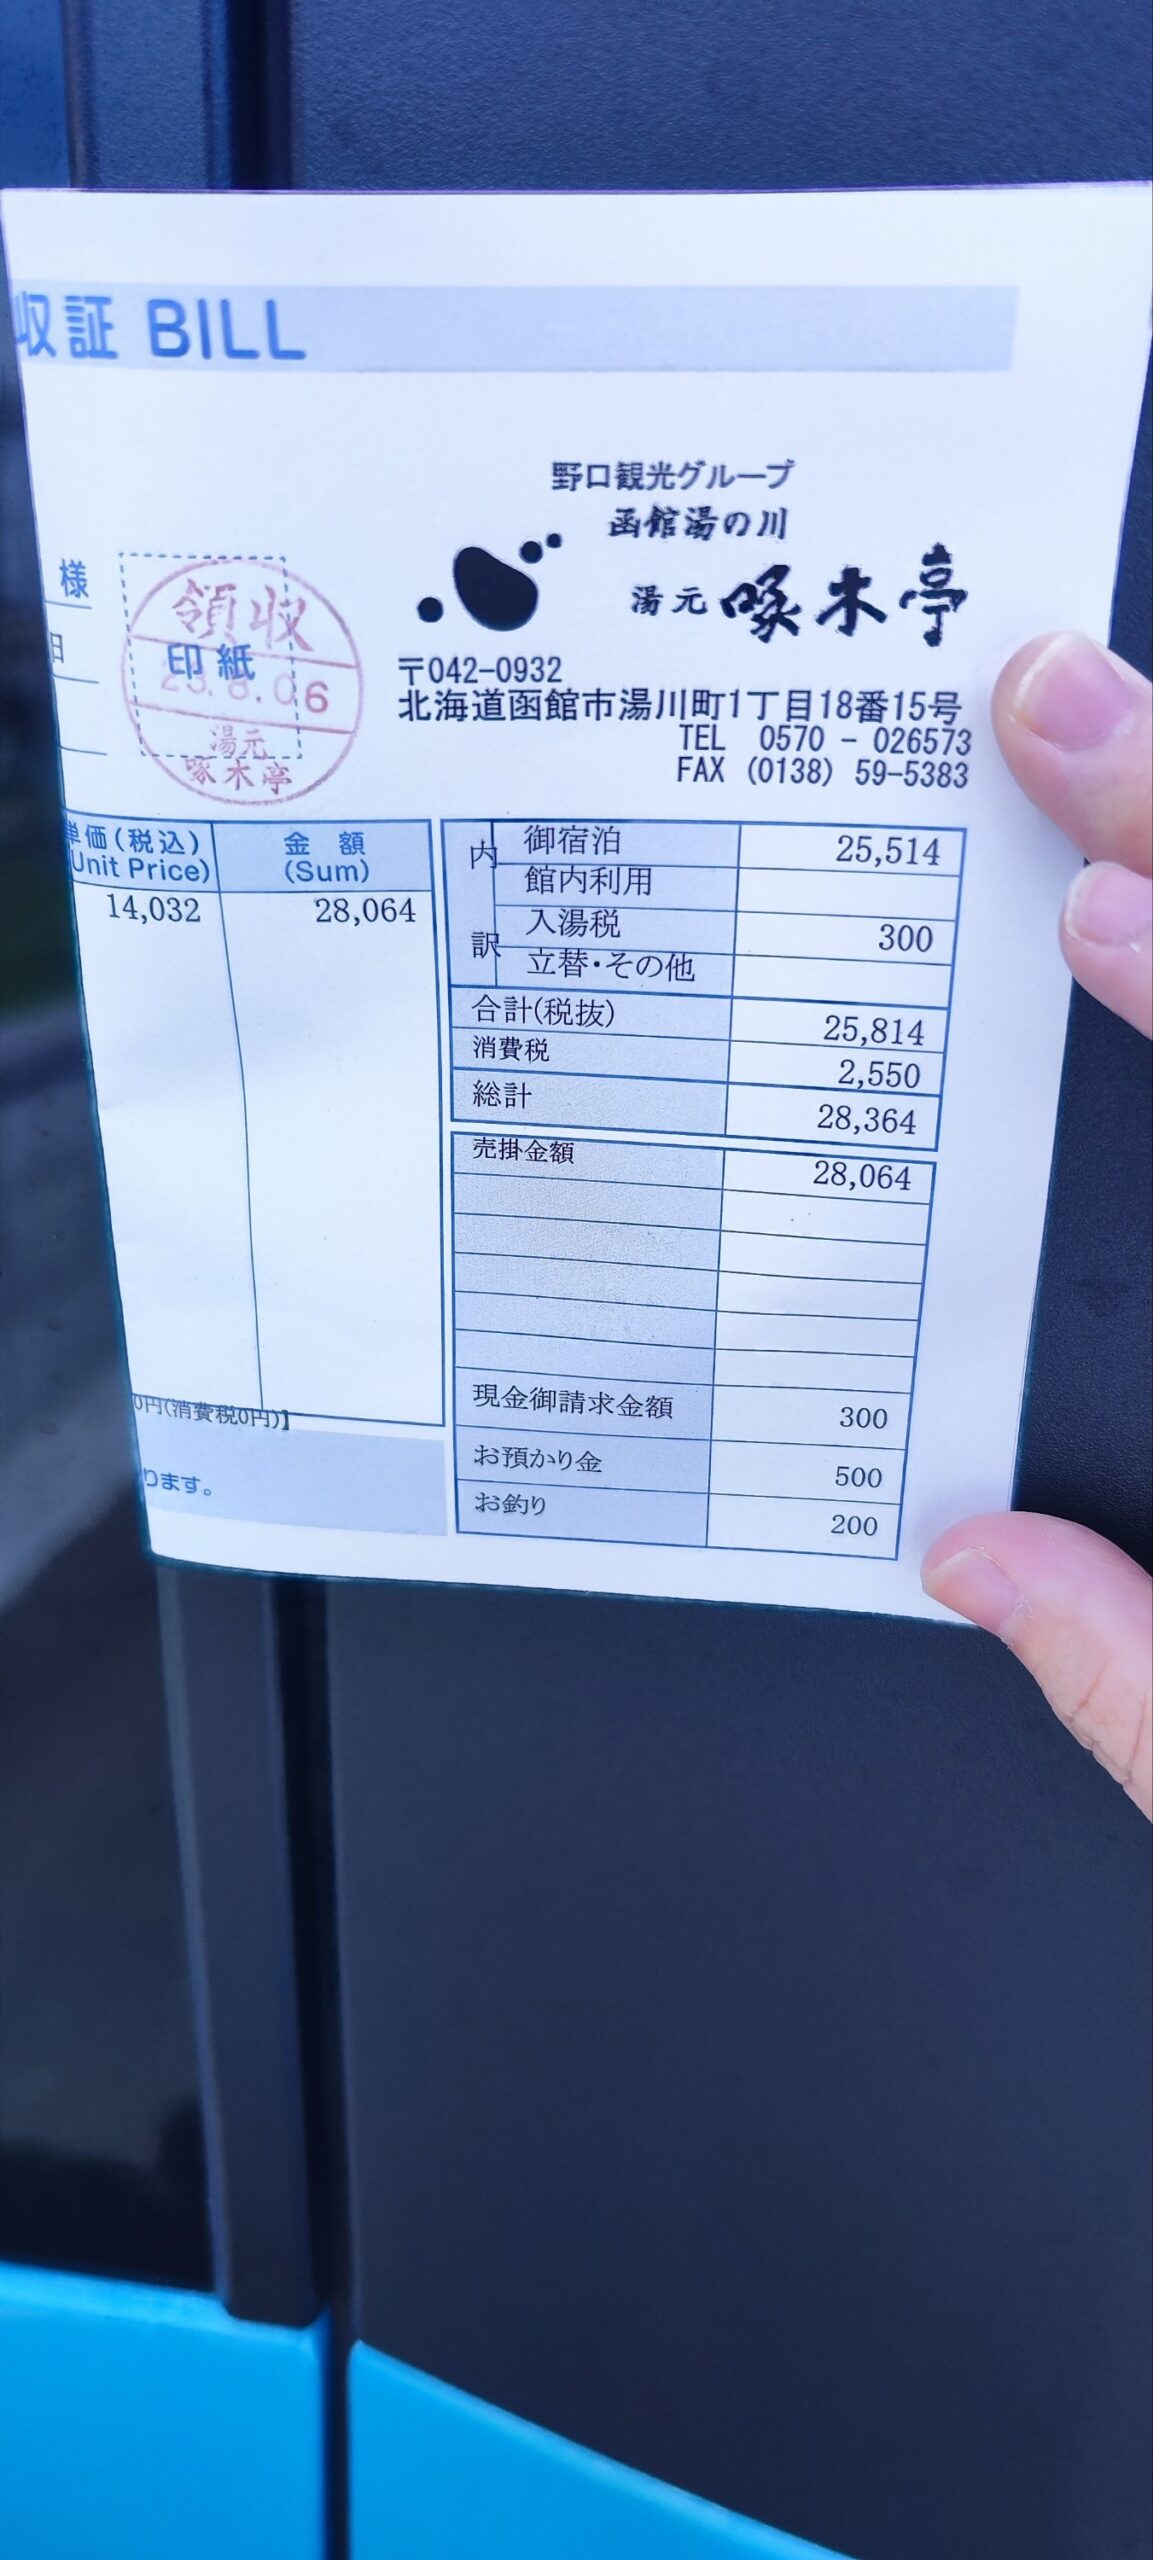 収証 BILL
野口観光グループ
函館湯の川
湯元 啄木亭
〒042-0932
北海道函館市湯川町1丁目18番15号
TEL 0570 - 026573
FAX (0138) 59-5383
様
日
領収
印紙
23.8.06
湯元
啄木亭
単価(税込) 金額
Unit Price) (Sum)
14,032 28,064
内訳
御宿泊 25,514
館内利用
入湯税 300
立替・その他
合計(税抜) 25,814
消費税 2,550
総計 28,364
売掛金額 28,064
現金御請求金額 300
お預かり金 500
お釣り 200
0円(消費税0円)】
ります。